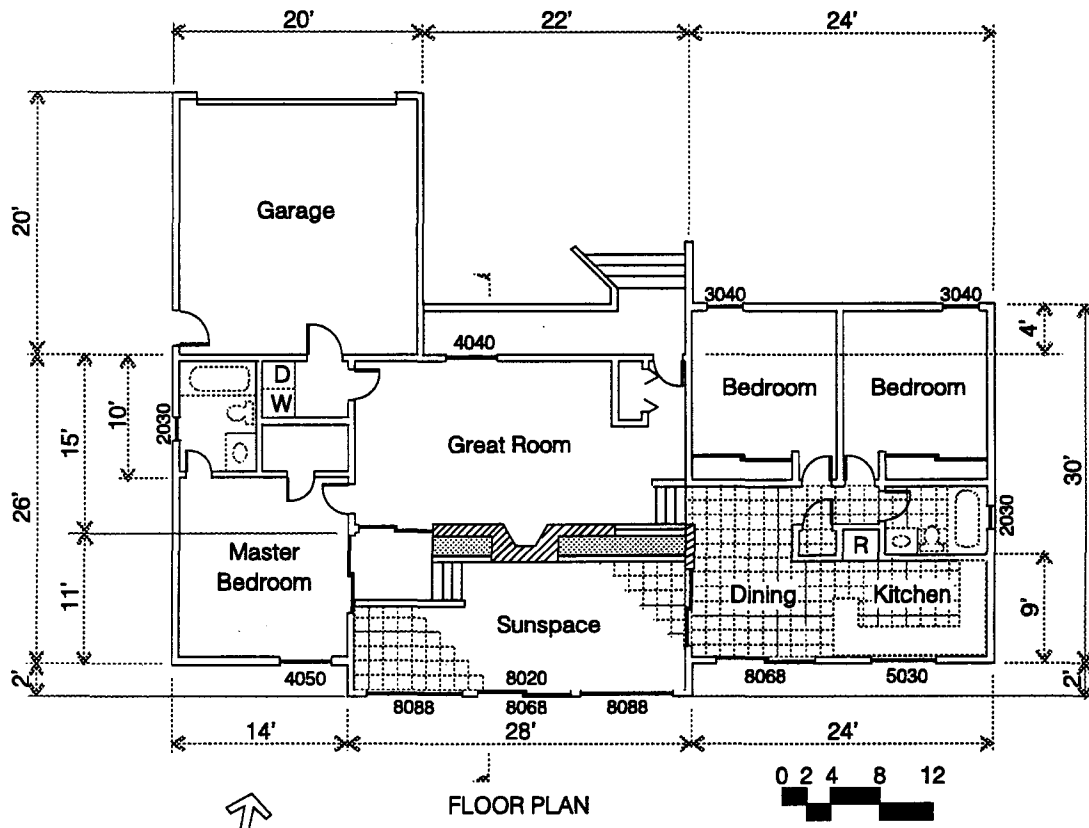 20' 22' 24'
Garage
20'
3040 3040
4'
4040
D
W
Bedroom Bedroom
2030
10'
15'
Great Room
26'
30'
2030
Master
Bedroom
R
11'
Dining Kitchen
9'
Sunspace
4050
8020
8068 5030
2' 2'
8088 8068 8088
14' 28' 24'
0 2 4 8 12
FLOOR PLAN